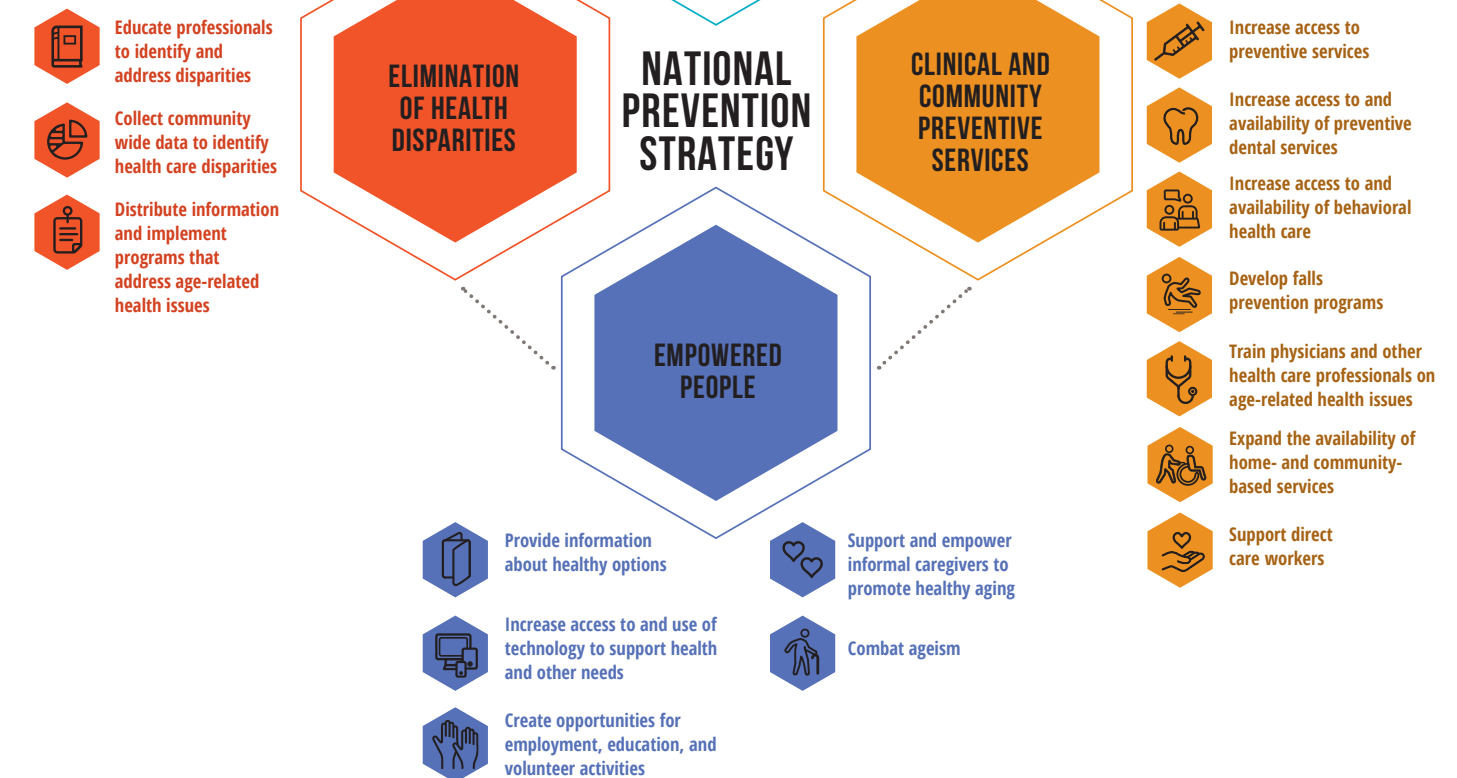 Educate professionals
to identify and
address disparities
Collect community
wide data to identify
health care disparities
Distribute information
and implement
programs that
address age-related
health issues
ELIMINATION
OF HEALTH
DISPARITIES
NATIONAL
PREVENTION
STRATEGY
CLINICAL AND
COMMUNITY
PREVENTIVE
SERVICES
EMPOWERED
PEOPLE
Increase access to
preventive services
Increase access to and
availability of preventive
dental services
Increase access to and
availability of behavioral
health care
Develop falls
prevention programs
Train physicians and other
health care professionals on
age-related health issues
Expand the availability of
home- and community-
based services
Support direct
care workers
Provide information
about healthy options
Increase access to and use of
technology to support health
and other needs
Create opportunities for
employment, education, and
volunteer activities
Support and empower
informal caregivers to
promote healthy aging
Combat ageism